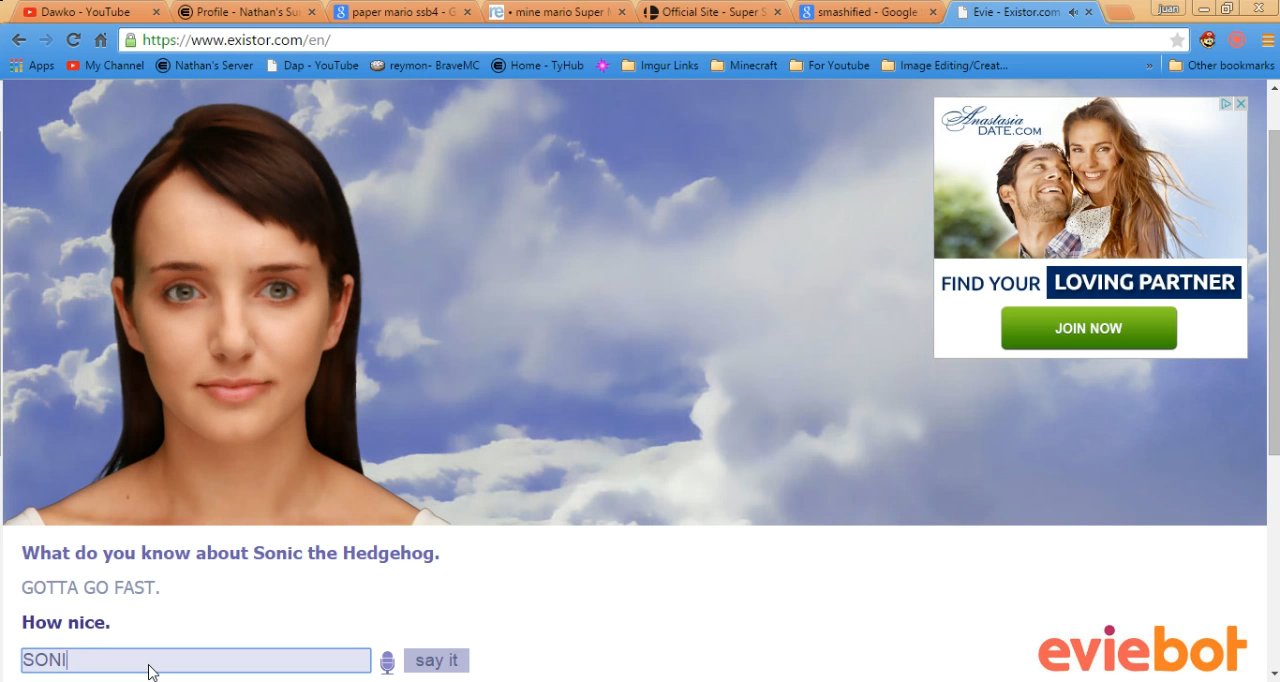 Dawko - YouTube
Profile - Nathan's Su
paper mario ssb4 - G
• mine mario Super
Official Site - Super S
smashified - Google
Evie - Existor.com
Juan
https://www.existor.com/en/
Apps
My Channel
Nathan's Server
Dap - YouTube
reymon- BraveMC
Home - TyHub
Imgur Links
Minecraft
For Youtube
Image Editing/Creat...
»
Other bookmarks
Anastasia
DATE.COM
FIND YOUR LOVING PARTNER
JOIN NOW
What do you know about Sonic the Hedgehog.
GOTTA GO FAST.
How nice.
SONI
say it
eviebot